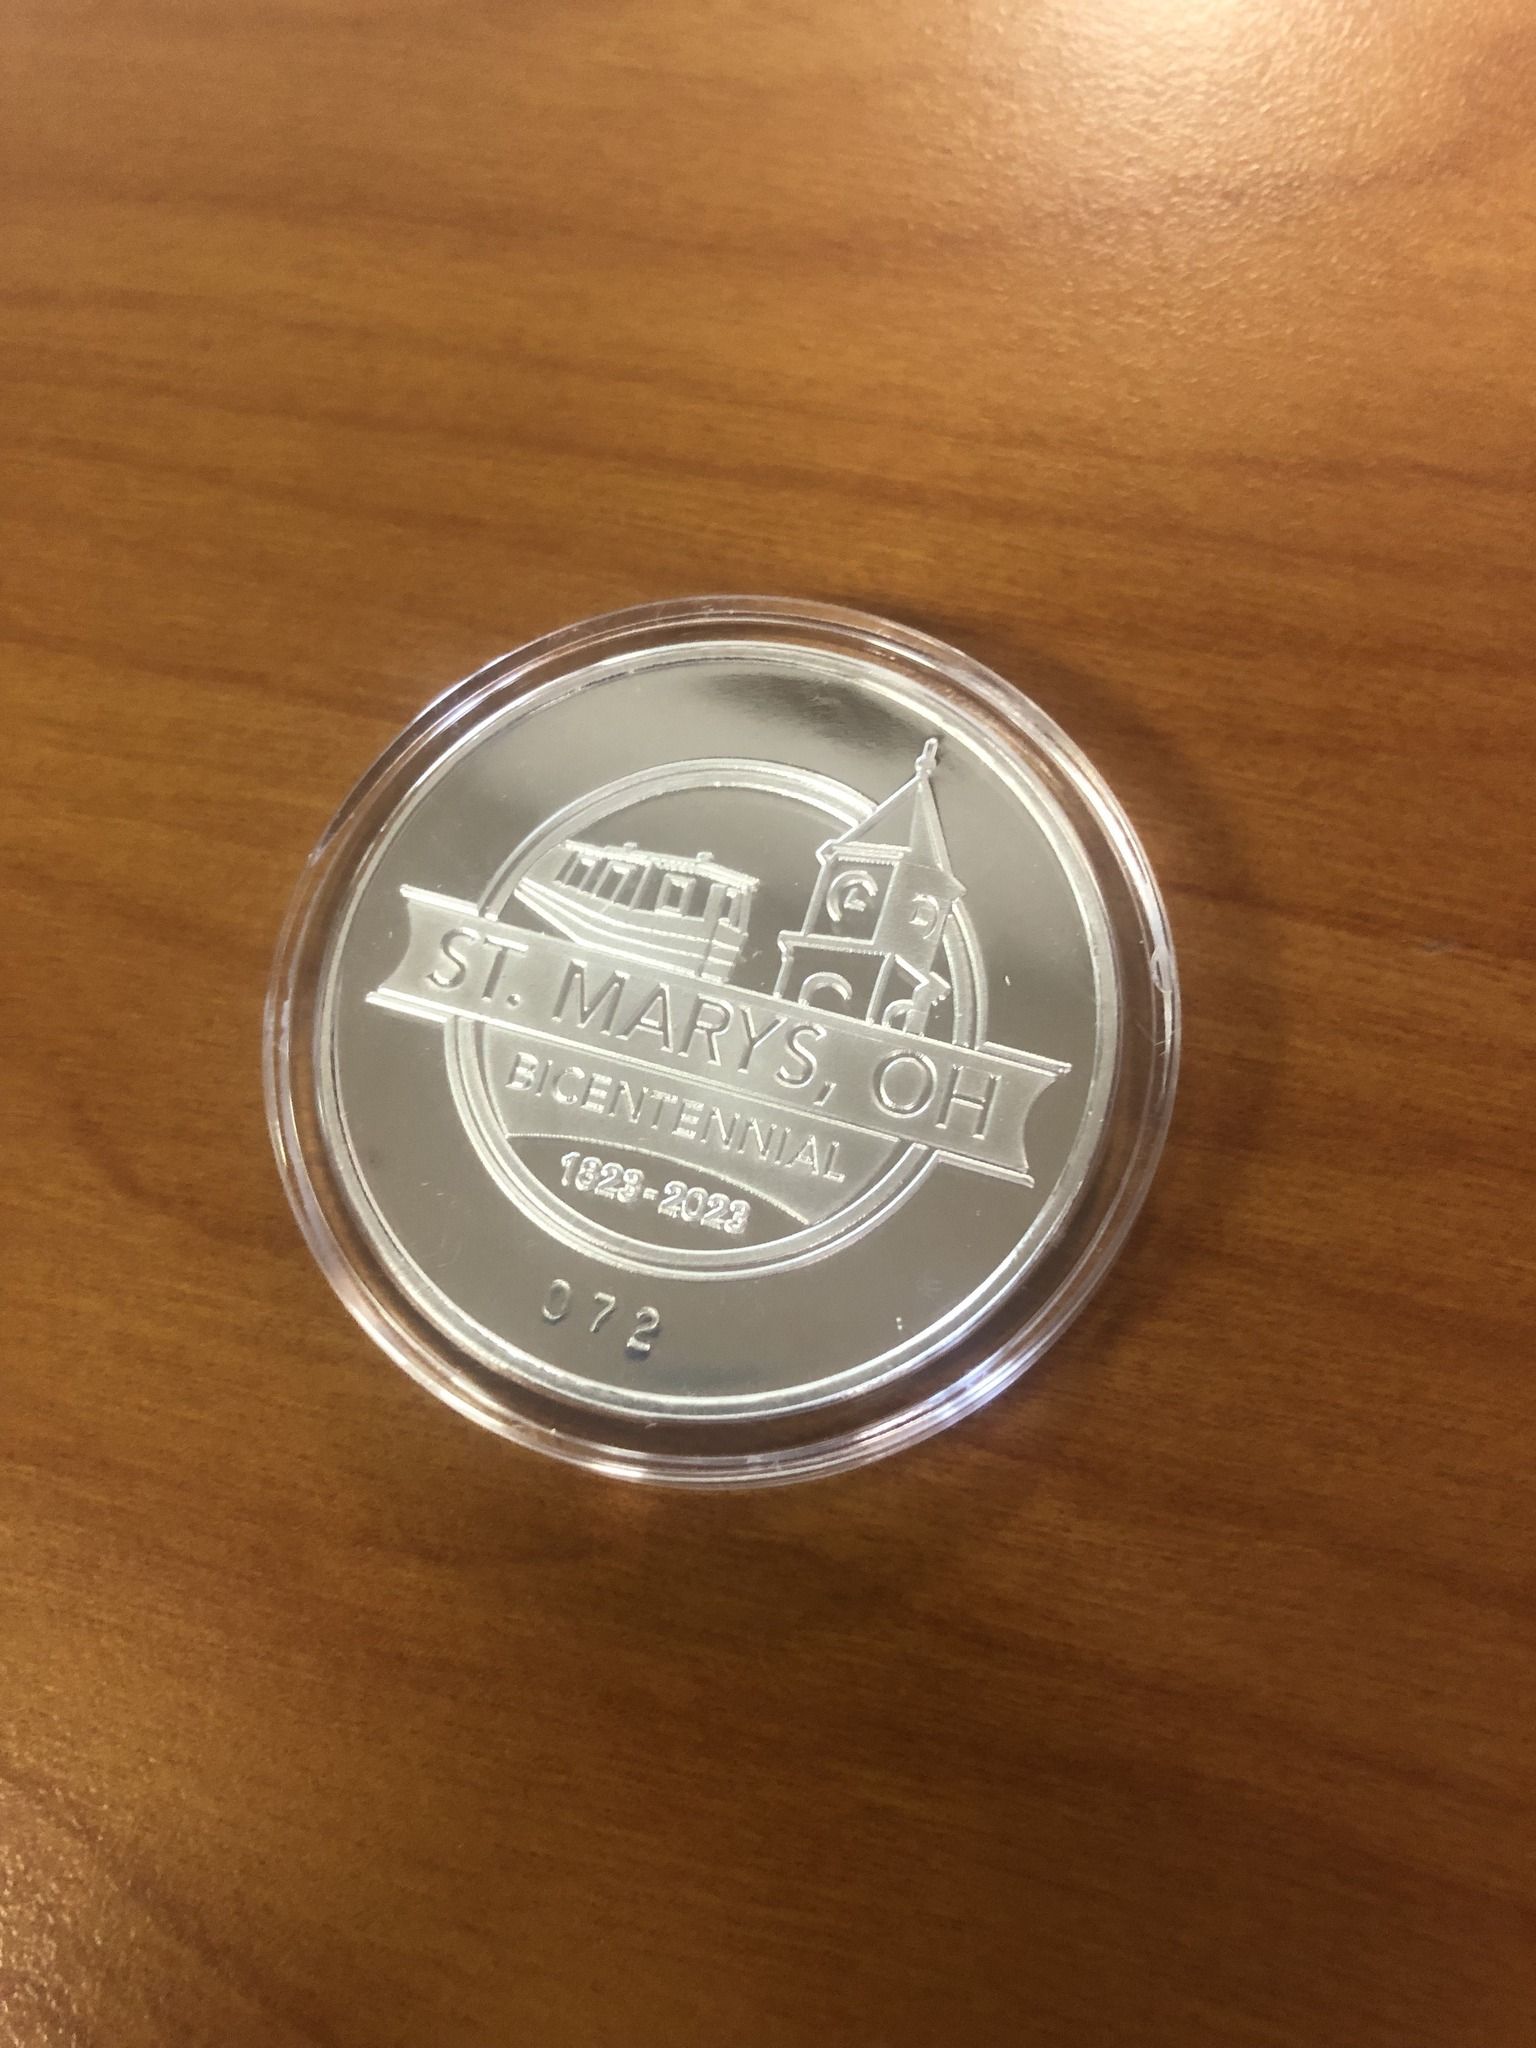 ST. MARYS, OH
BICENTENNIAL
1823-2023
072